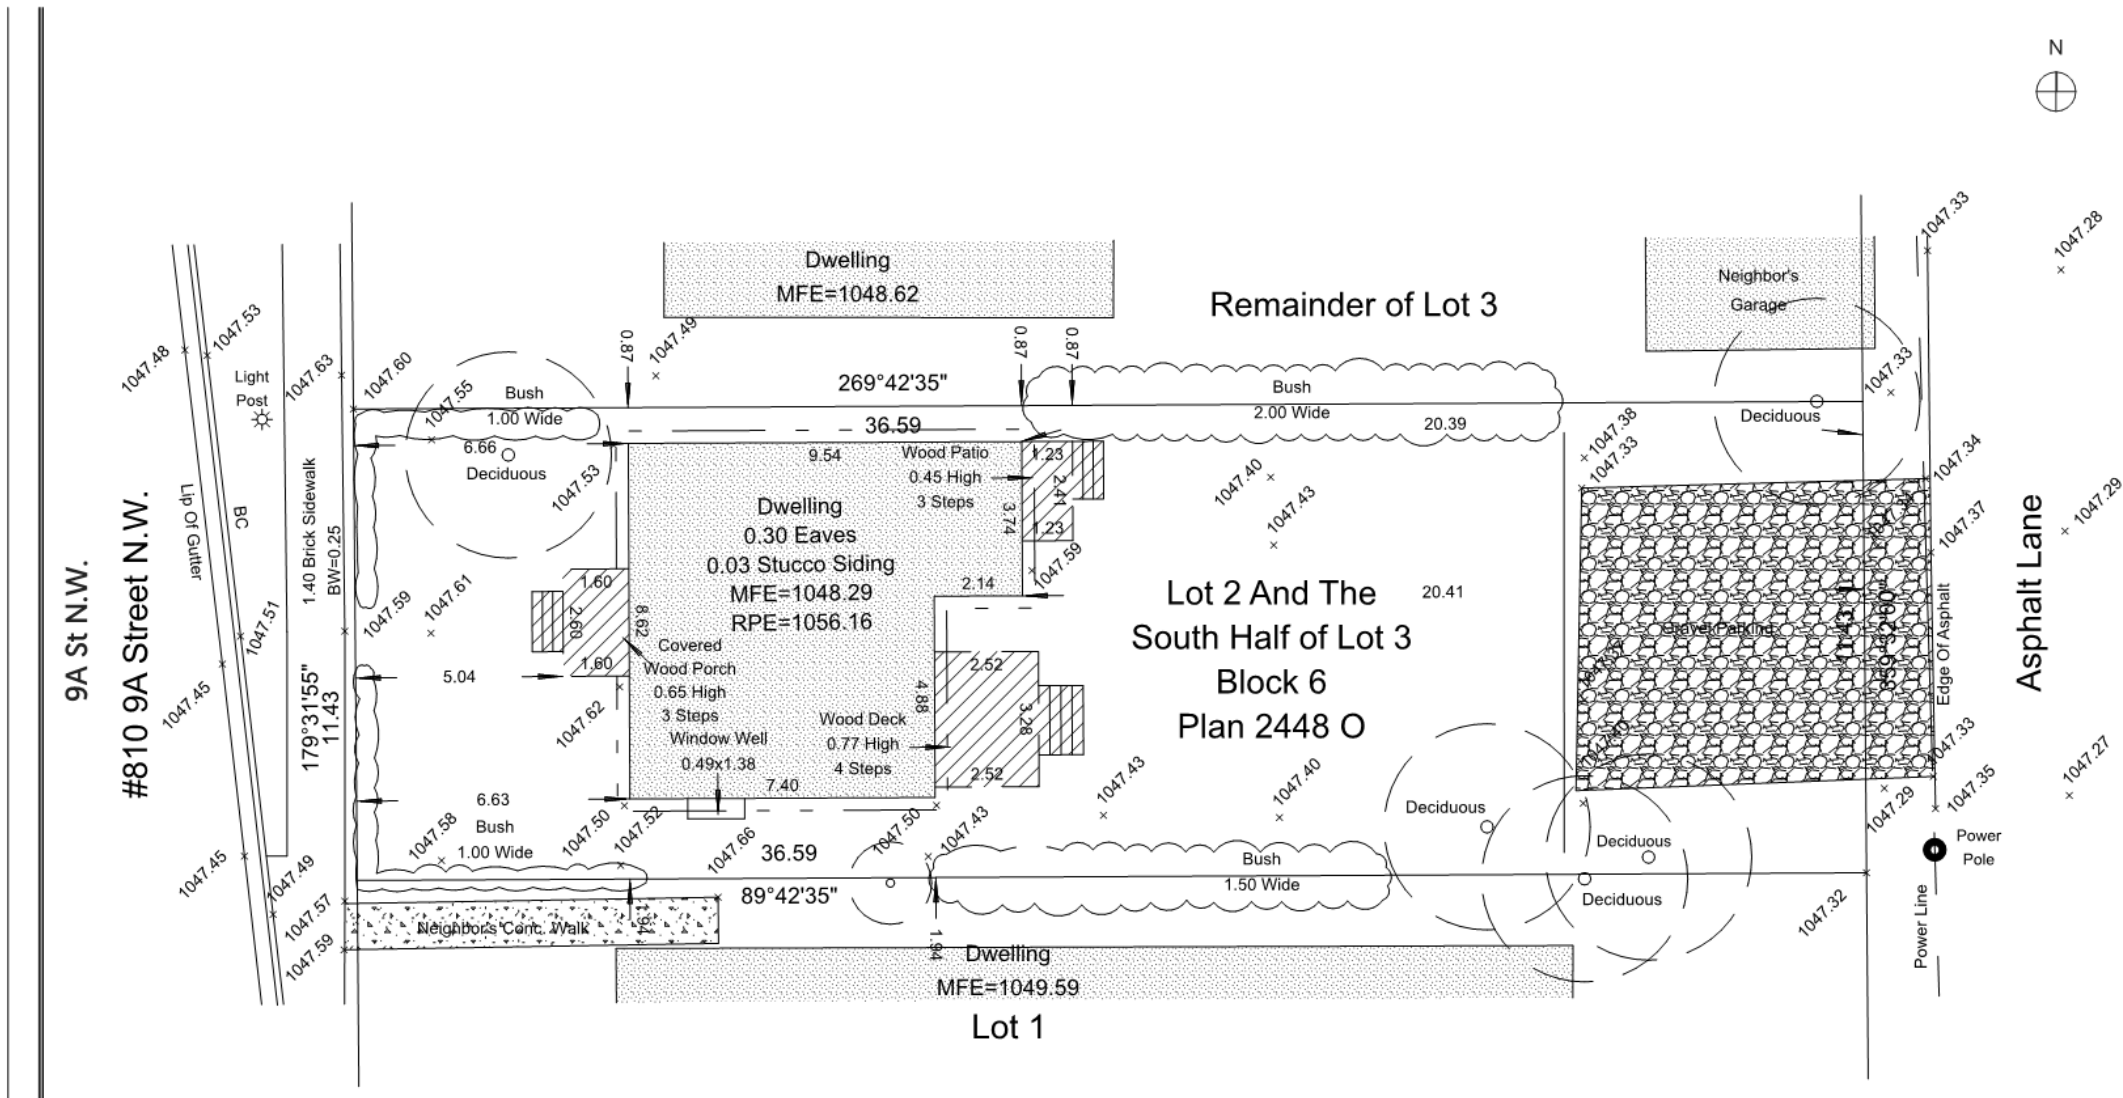 N
9A St N.W.
#810 9A Street N.W.
Lip Of Gutter
BC
1.40 Brick Sidewalk
BW=0.25
179°31'55"
11.43
Light
Post
1047.48
1047.53
1047.63
1047.60
1047.55
1047.49
1047.53
1047.51
1047.59
1047.61
1047.45
1047.62
1047.45
1047.49
1047.57
1047.59
1047.58
1047.50
1047.52
1047.66
1047.50
1047.43
Dwelling
MFE=1048.62
Remainder of Lot 3
Neighbor's
Garage
0.87
0.87
0.87
269°42'35"
36.59
Bush
1.00 Wide
6.66
Deciduous
Bush
2.00 Wide
20.39
9.54
Wood Patio
0.45 High
3 Steps
1.23
2.41
1.23
3.74
1047.59
2.14
Dwelling
0.30 Eaves
0.03 Stucco Siding
MFE=1048.29
RPE=1056.16
1.60
2.60
1.60
8.62
Covered
Wood Porch
0.65 High
3 Steps
Window Well
0.49x1.38
7.40
5.04
6.63
Bush
1.00 Wide
4.88
Wood Deck
0.77 High
4 Steps
2.52
3.28
2.52
Lot 2 And The
South Half of Lot 3
Block 6
Plan 2448 O
20.41
1047.40
1047.43
1047.43
1047.40
1047.38
1047.33
Deciduous
1047.33
1047.33
1047.28
1047.34
1047.37
1047.29
Gravel Parking
11.43
359°32'00"
Edge Of Asphalt
Asphalt Lane
1047.40
1047.33
1047.35
1047.29
1047.27
1047.32
Power
Pole
Power Line
Deciduous
Deciduous
Deciduous
36.59
89°42'35"
Bush
1.50 Wide
Neighbor's Conc. Walk
1.94
1.94
Dwelling
MFE=1049.59
Lot 1